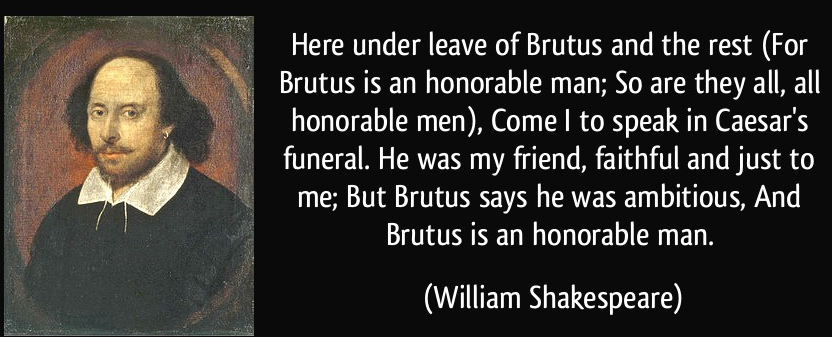 Here under leave of Brutus and the rest (For
Brutus is an honorable man; So are they all, all
honorable men), Come I to speak in Caesar's
funeral. He was my friend, faithful and just to
me; But Brutus says he was ambitious, And
Brutus is an honorable man.
(William Shakespeare)